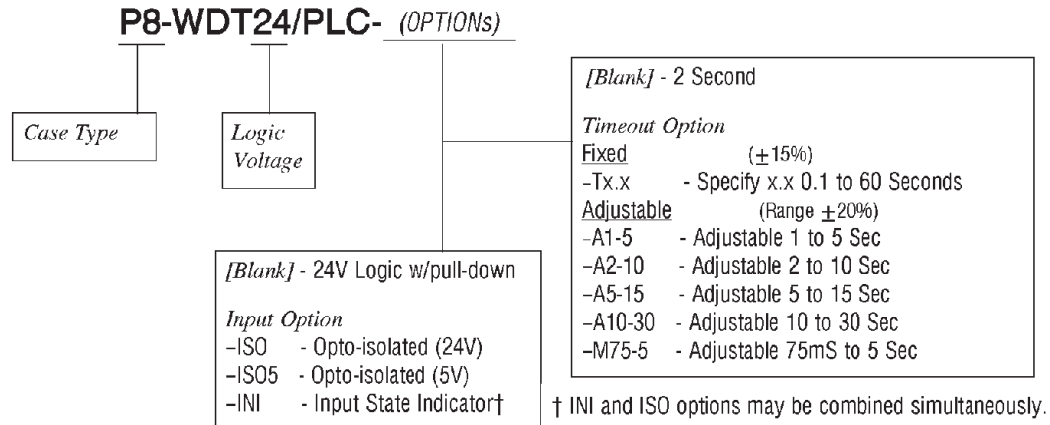 P8-WDT24/PLC- (OPTIONs)
Case Type
Logic
Voltage
[Blank] - 2 Second
Timeout Option
Fixed (±15%)
–Tx.x - Specify x.x 0.1 to 60 Seconds
Adjustable (Range ±20%)
–A1-5 - Adjustable 1 to 5 Sec
–A2-10 - Adjustable 2 to 10 Sec
–A5-15 - Adjustable 5 to 15 Sec
–A10-30 - Adjustable 10 to 30 Sec
–M75-5 - Adjustable 75mS to 5 Sec
[Blank] - 24V Logic w/pull-down
Input Option
–ISO - Opto-isolated (24V)
–ISO5 - Opto-isolated (5V)
–INI - Input State Indicator†
† INI and ISO options may be combined simultaneously.